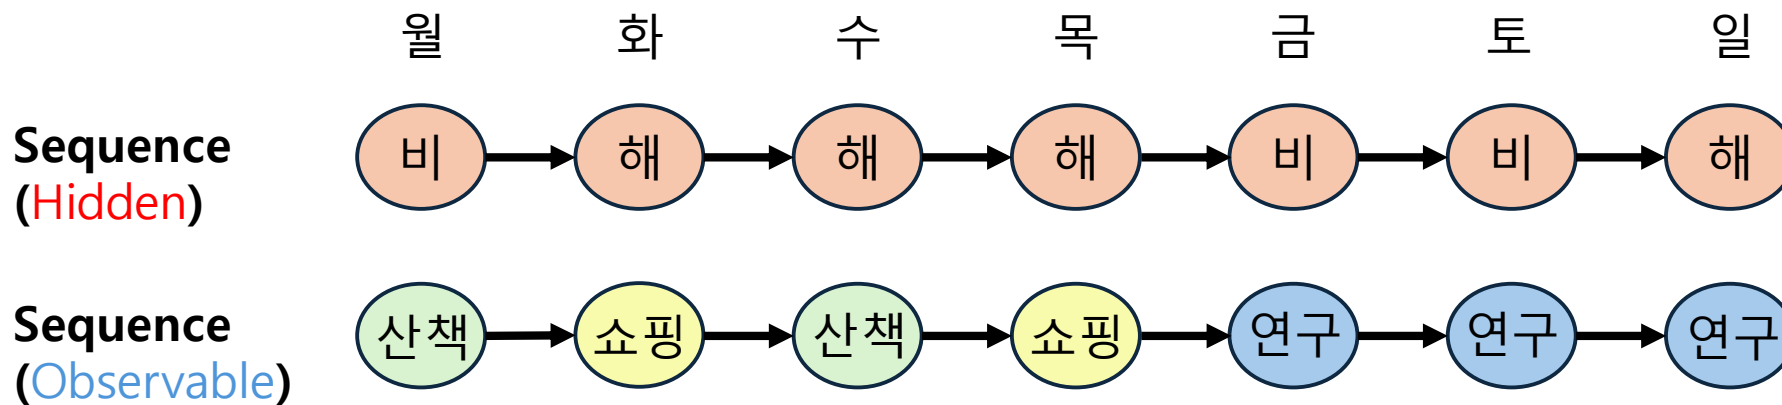 월 화 수 목 금 토 일
Sequence
(Hidden)
비 해 해 해 비 비 해
Sequence
(Observable)
산책 쇼핑 산책 쇼핑 연구 연구 연구